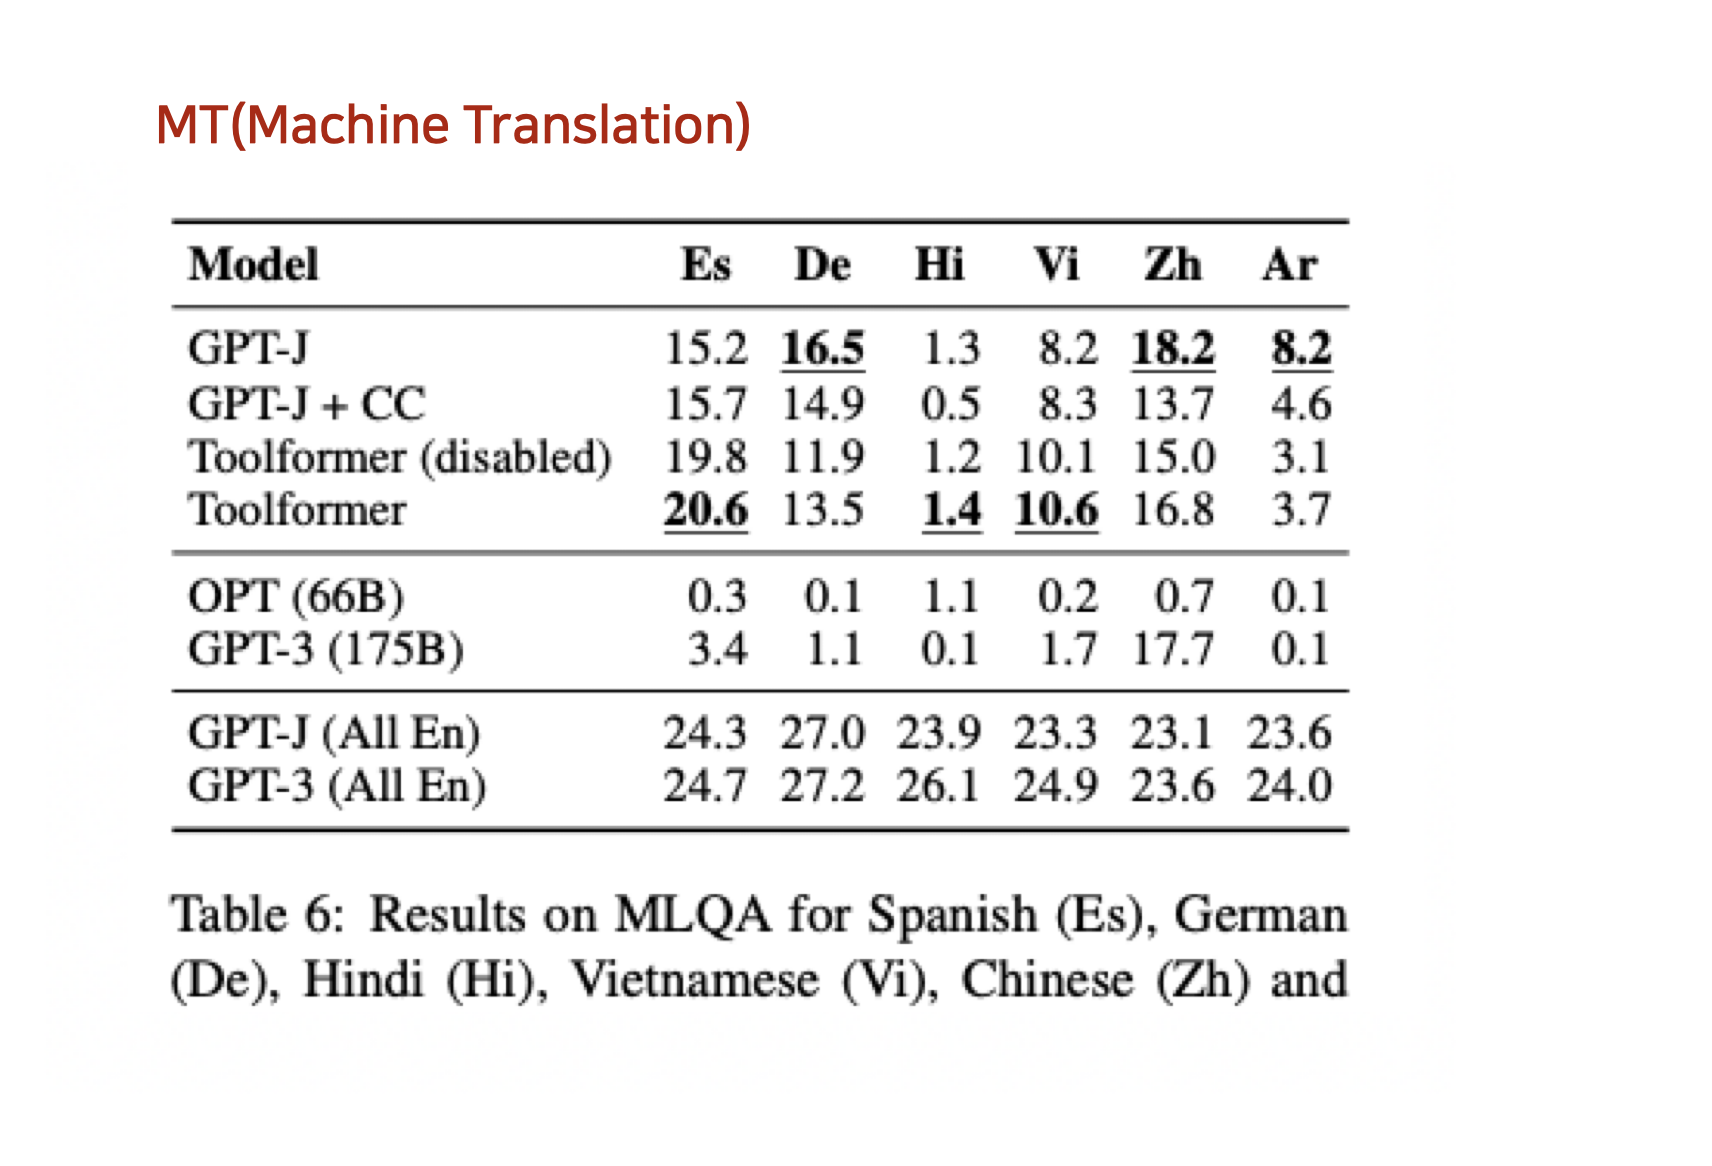 MT(Machine Translation)
Model Es De Hi Vi Zh Ar
GPT-J 15.2 16.5 1.3 8.2 18.2 8.2
GPT-J + CC 15.7 14.9 0.5 8.3 13.7 4.6
Toolformer (disabled) 19.8 11.9 1.2 10.1 15.0 3.1
Toolformer 20.6 13.5 1.4 10.6 16.8 3.7
OPT (66B) 0.3 0.1 1.1 0.2 0.7 0.1
GPT-3 (175B) 3.4 1.1 0.1 1.7 17.7 0.1
GPT-J (All En) 24.3 27.0 23.9 23.3 23.1 23.6
GPT-3 (All En) 24.7 27.2 26.1 24.9 23.6 24.0
Table 6: Results on MLQA for Spanish (Es), German
(De), Hindi (Hi), Vietnamese (Vi), Chinese (Zh) and